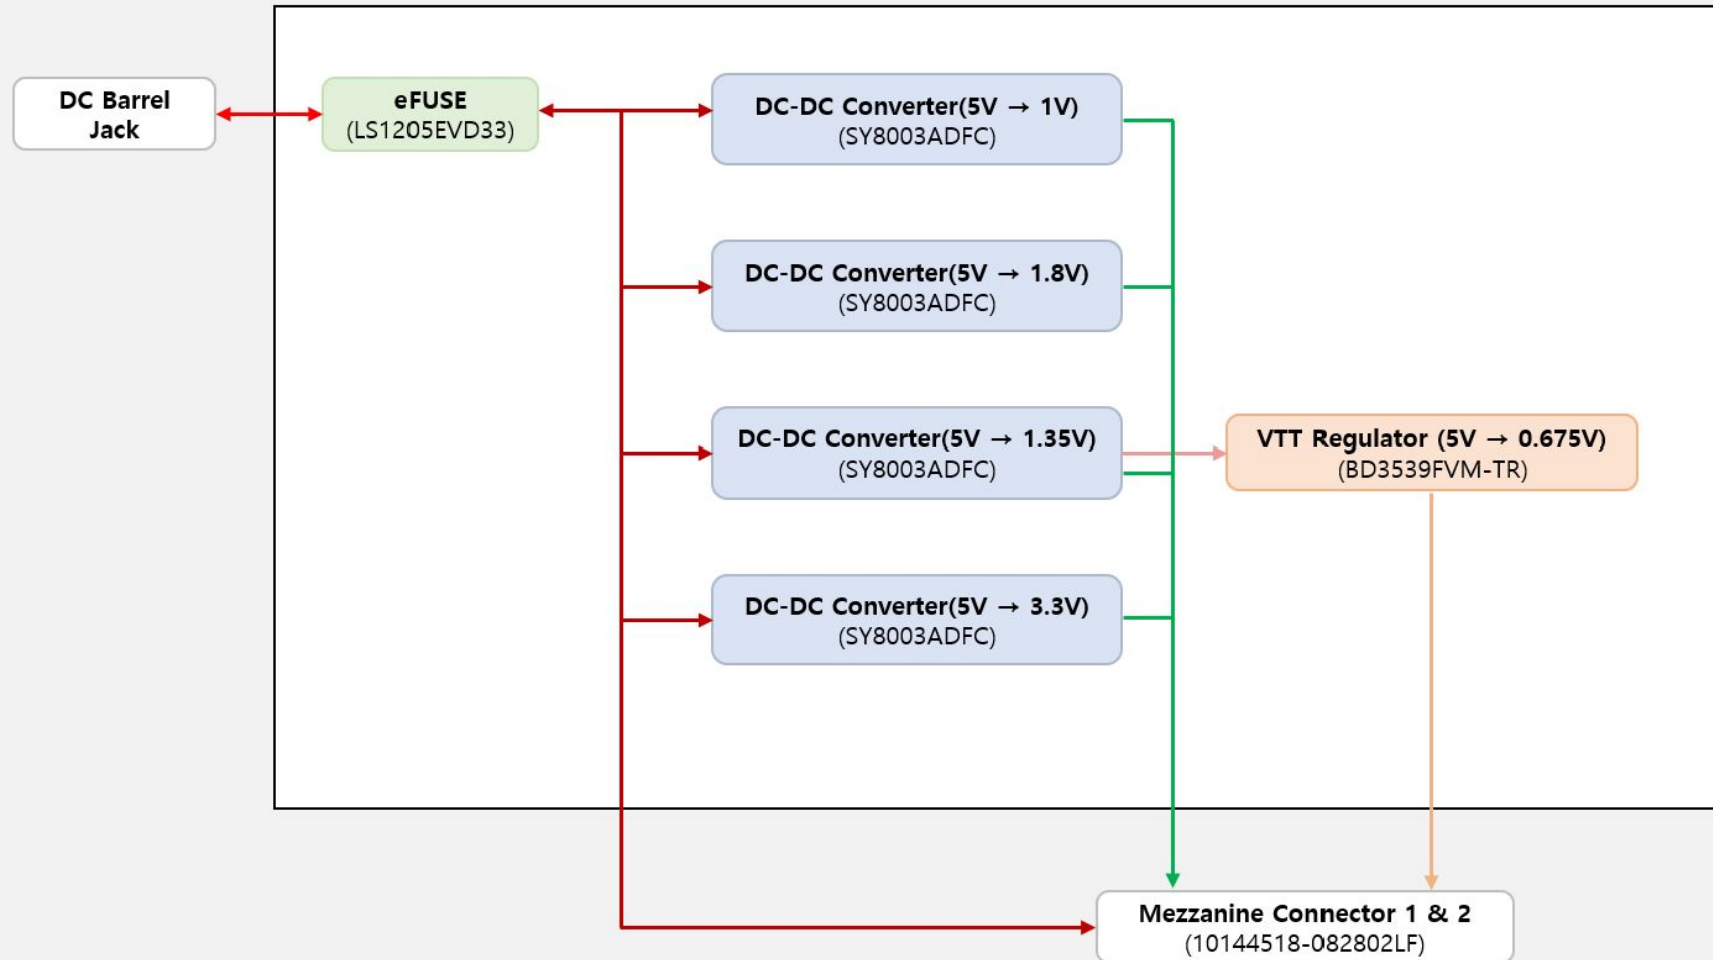 DC Barrel
Jack
eFUSE
(LS1205EVD33)
DC-DC Converter(5V → 1V)
(SY8003ADFC)
DC-DC Converter(5V → 1.8V)
(SY8003ADFC)
DC-DC Converter(5V → 1.35V)
(SY8003ADFC)
VTT Regulator (5V → 0.675V)
(BD3539FVM-TR)
DC-DC Converter(5V → 3.3V)
(SY8003ADFC)
Mezzanine Connector 1 & 2
(10144518-082802LF)